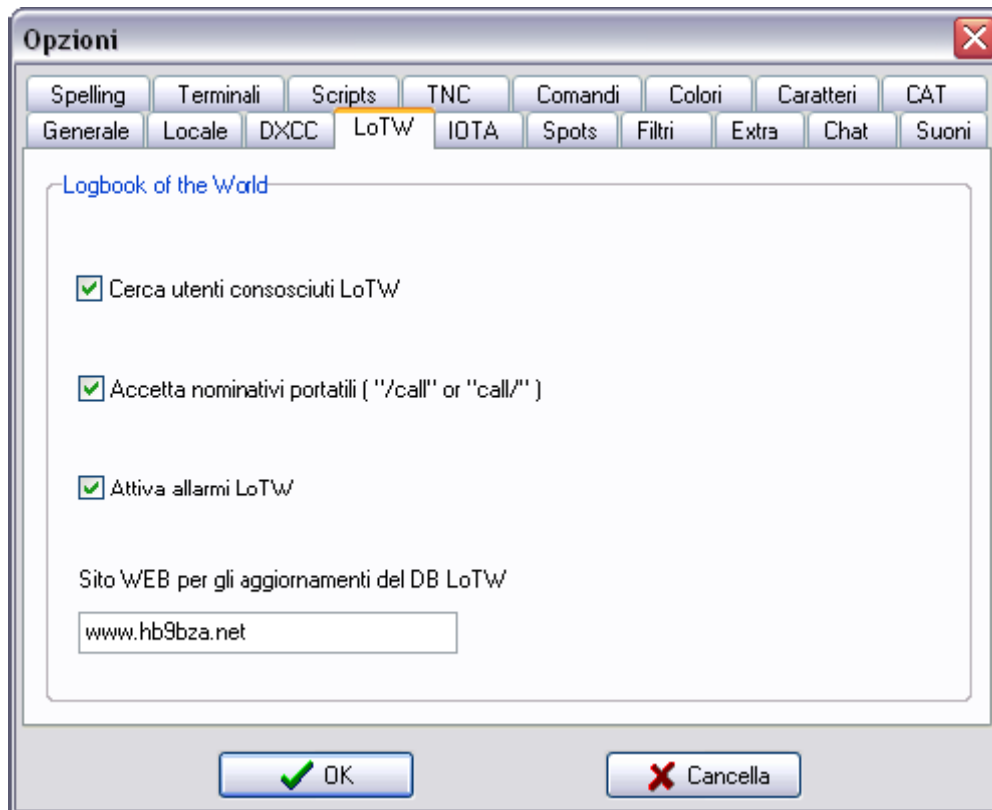 Opzioni
Spelling Terminali Scripts TNC Comandi Colori Caratteri CAT
Generale Locale DXCC LoTW IOTA Spots Filtri Extra Chat Suoni
Logbook of the World
Cerca utenti consosciuti LoTW
Accetta nominativi portatili ( "/call" or "call/" )
Attiva allarmi LoTW
Sito WEB per gli aggiornamenti del DB LoTW
www.hb9bza.net
OK Cancella